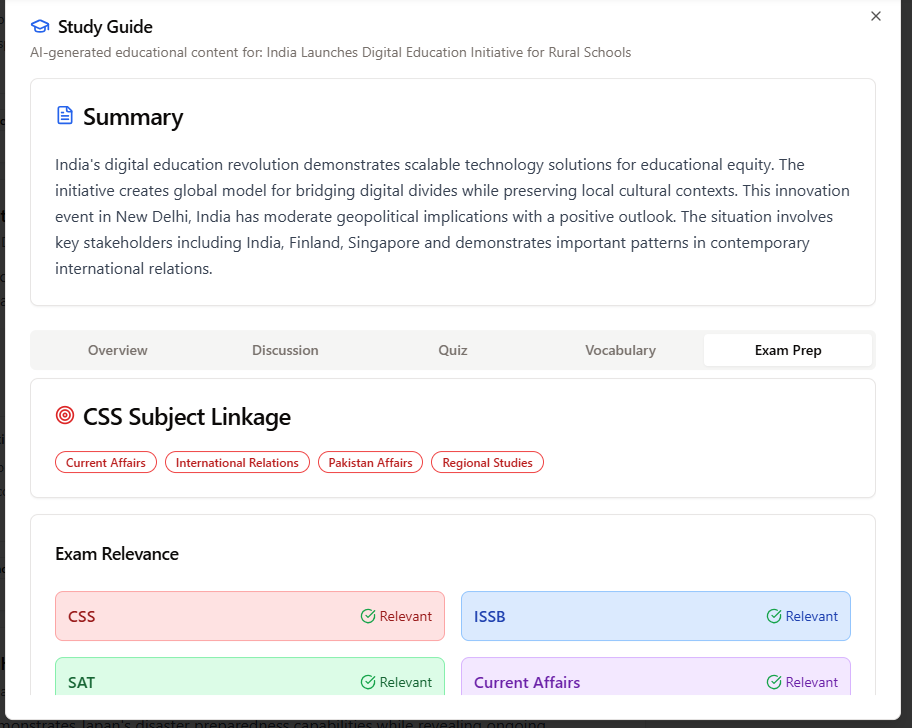 Study Guide
AI-generated educational content for: India Launches Digital Education Initiative for Rural Schools
Summary
India's digital education revolution demonstrates scalable technology solutions for educational equity. The
initiative creates global model for bridging digital divides while preserving local cultural contexts. This innovation
event in New Delhi, India has moderate geopolitical implications with a positive outlook. The situation involves
key stakeholders including India, Finland, Singapore and demonstrates important patterns in contemporary
international relations.
Overview
Discussion
Quiz
Vocabulary
Exam Prep
CSS Subject Linkage
Current Affairs
International Relations
Pakistan Affairs
Regional Studies
Exam Relevance
CSS
Relevant
ISSB
Relevant
SAT
Relevant
Current Affairs
Relevant
Japan's disaster preparedness capabilities while revealing ongoing